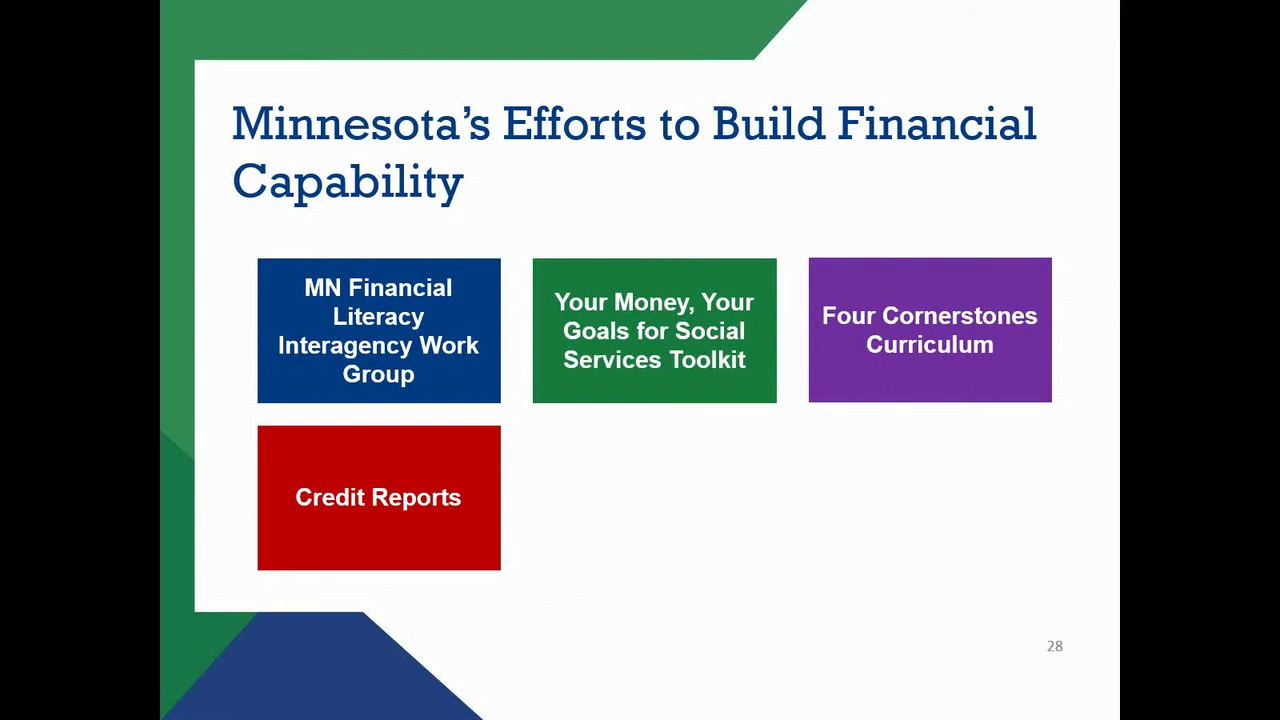 Minnesota’s Efforts to Build Financial
Capability
MN Financial
Literacy
Interagency Work
Group
Your Money, Your
Goals for Social
Services Toolkit
Four Cornerstones
Curriculum
Credit Reports
28